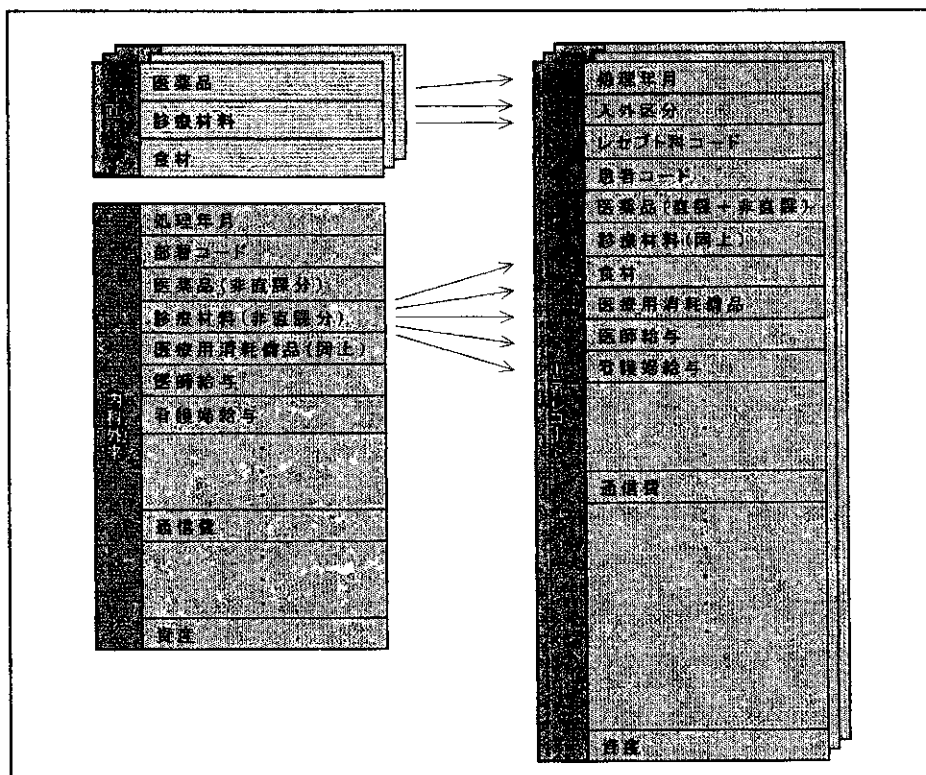 医薬品
診療材料
食材
処理年月
部署コード
医薬品(非直課分)
診療材料(非直課分)
医療用消耗備品(同上)
医師給与
看護婦給与
通信費
資産
処理年月
入外区分
レセプト科コード
患者コード
医薬品(直課+非直課)
診療材料(同上)
食材
医療用消耗備品
医師給与
看護婦給与
通信費
資産